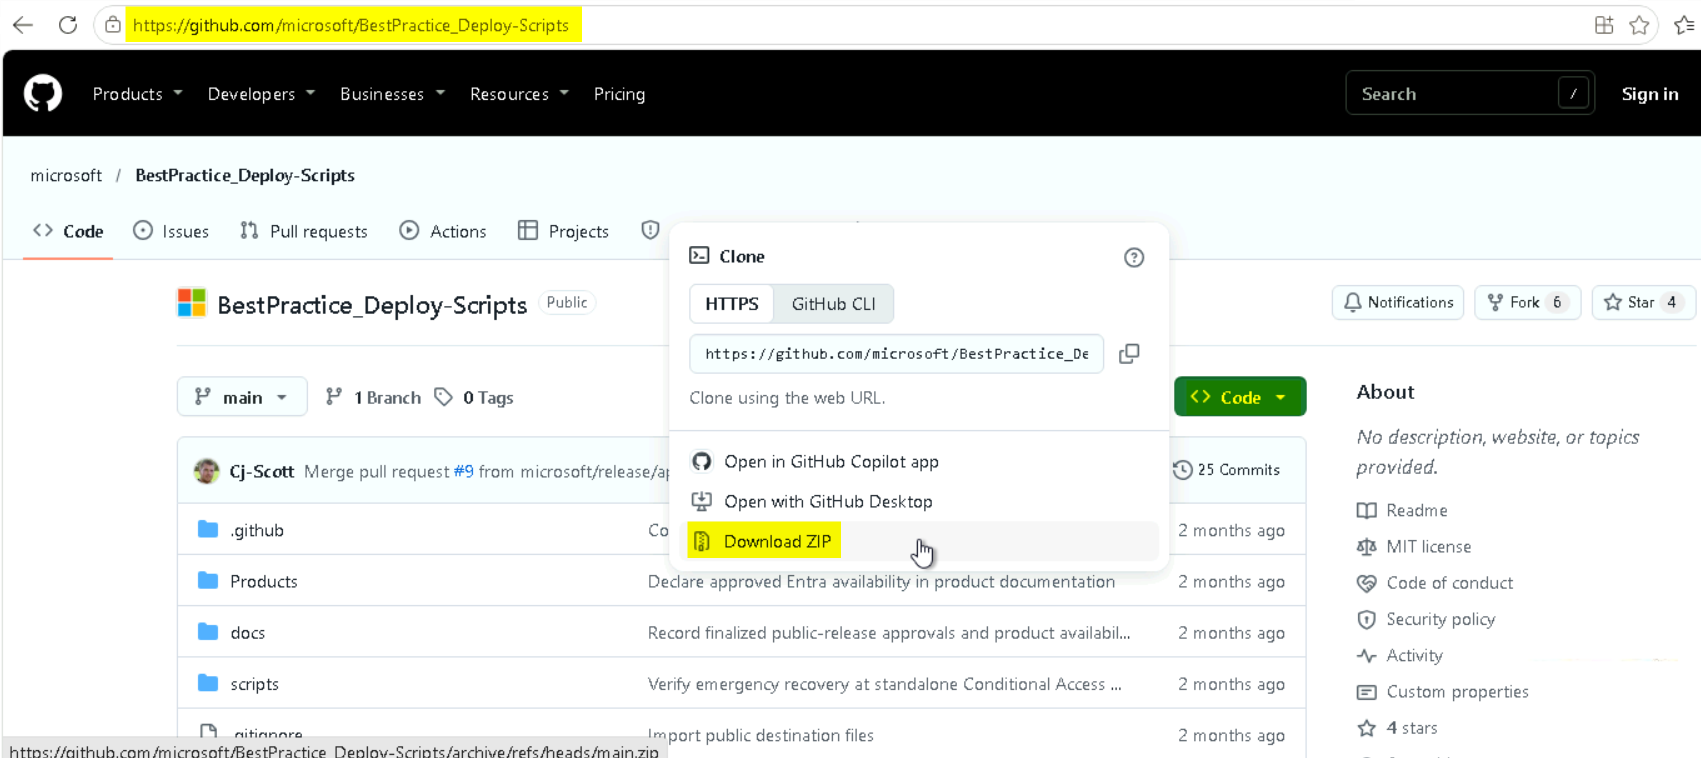 https://github.com/microsoft/BestPractice_Deploy-Scripts
Products Developers Businesses Resources Pricing
Search /
Sign in
microsoft / BestPractice_Deploy-Scripts
Code Issues Pull requests Actions Projects
Clone
HTTPS GitHub CLI
BestPractice_Deploy-Scripts Public
Notifications Fork 6 Star 4
https://github.com/microsoft/BestPractice_De
Clone using the web URL.
main 1 Branch 0 Tags
Code
About
No description, website, or topics
provided.
Open in GitHub Copilot app
Cj-Scott Merge pull request #9 from microsoft/release/ap
25 Commits
Open with GitHub Desktop
Readme
.github Co 2 months ago
Download ZIP
MIT license
Products Declare approved Entra availability in product documentation 2 months ago
Code of conduct
docs Record finalized public-release approvals and product availabil... 2 months ago
Security policy
Activity
scripts Verify emergency recovery at standalone Conditional Access ... 2 months ago
Custom properties
4 stars
.gitignore Import public destination files 2 months ago
https://github.com/microsoft/BestPractice_Deploy-Scripts/archive/refs/heads/main.zip